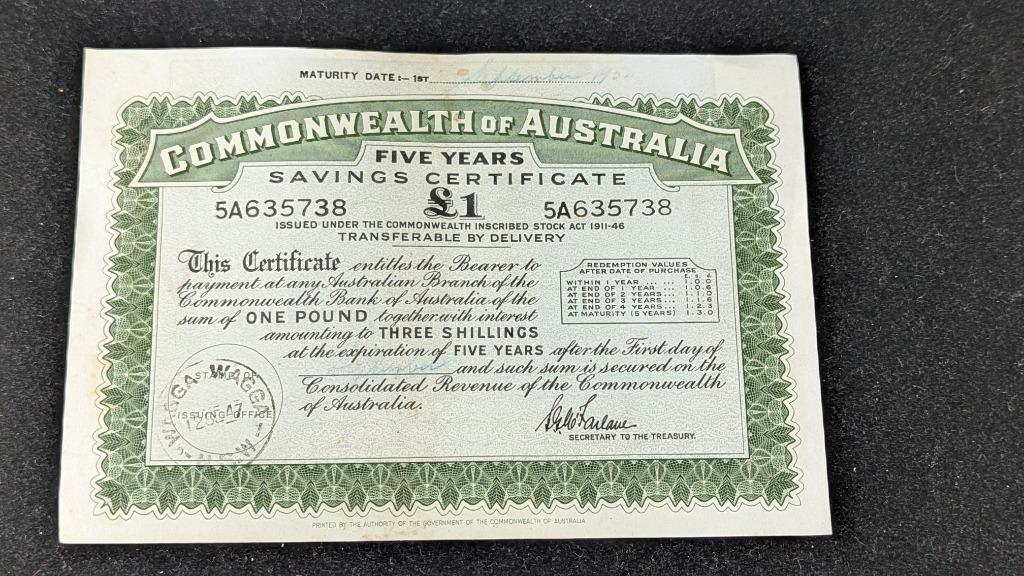 MATURITY DATE:— 1ST September
COMMONWEALTH OF AUSTRALIA
FIVE YEARS
SAVINGS CERTIFICATE
5A635738 £1 5A635738
ISSUED UNDER THE COMMONWEALTH INSCRIBED STOCK ACT 1911-46
TRANSFERABLE BY DELIVERY
This Certificate entitles the Bearer to
payment at any Australian Branch of the
Commonwealth Bank of Australia of the
sum of ONE POUND together with interest
amounting to THREE SHILLINGS
at the expiration of FIVE YEARS after the First day of
and such sum is secured on the
Consolidated Revenue of the Commonwealth
of Australia.
REDEMPTION VALUES
AFTER DATE OF PURCHASE
£ s d
WITHIN 1 YEAR ... ... 1.0.0
AT END OF 1 YEAR ... 1.0.6
AT END OF 2 YEARS... 1.1.0
AT END OF 3 YEARS... 1.1.6
AT END OF 4 YEARS... 1.2.3
AT MATURITY (5 YEARS) 1.3.0
STAMP OF
ISSUING OFFICE
WAGGA WAGGA
12SE47
SECRETARY TO THE TREASURY.
PRINTED BY THE AUTHORITY OF THE GOVERNMENT OF THE COMMONWEALTH OF AUSTRALIA